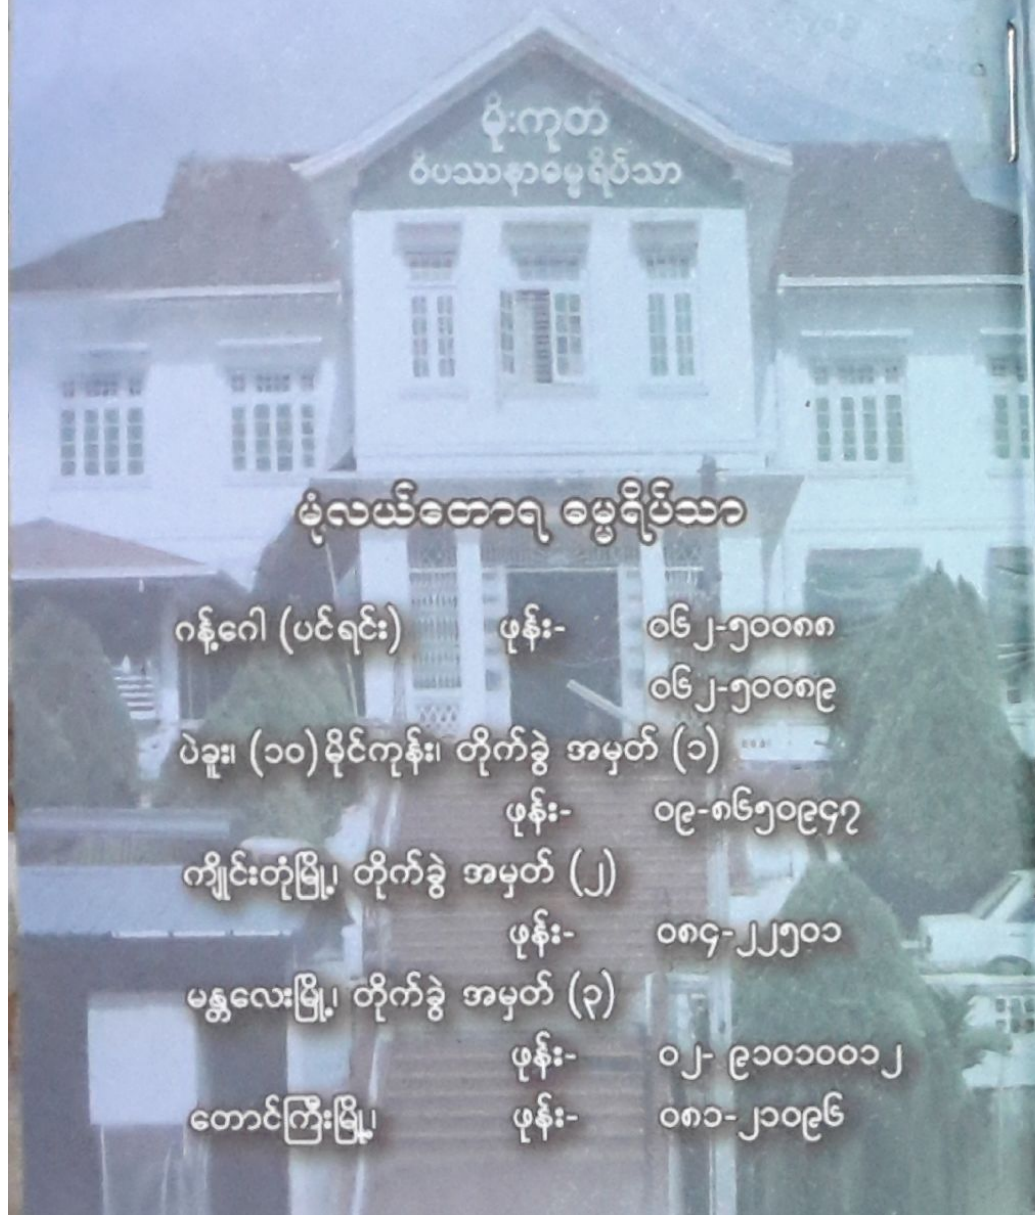 မိုးကုတ်
ဝိပဿနာဓမ္မရိပ်သာ
မုံလယ်တောရ ဓမ္မရိပ်သာ
ဂန့်ဂေါ (ပင်ရင်း) ဖုန်း- ၀၆၂-၅၀၀၈၈
၀၆၂-၅၀၀၈၉
ပဲခူး၊ (၁၀)မိုင်ကုန်း၊ တိုက်ခွဲ အမှတ် (၁)
ဖုန်း- ၀၉-၈၆၅၀၉၄၇
ကျိုင်းတုံမြို့၊ တိုက်ခွဲ အမှတ် (၂)
ဖုန်း- ၀၈၄-၂၂၅၀၁
မန္တလေးမြို့၊ တိုက်ခွဲ အမှတ် (၃)
ဖုန်း- ၀၂- ၉၁၀၁၀၀၁၂
တောင်ကြီးမြို့၊ ဖုန်း- ၀၈၁-၂၁၀၉၆